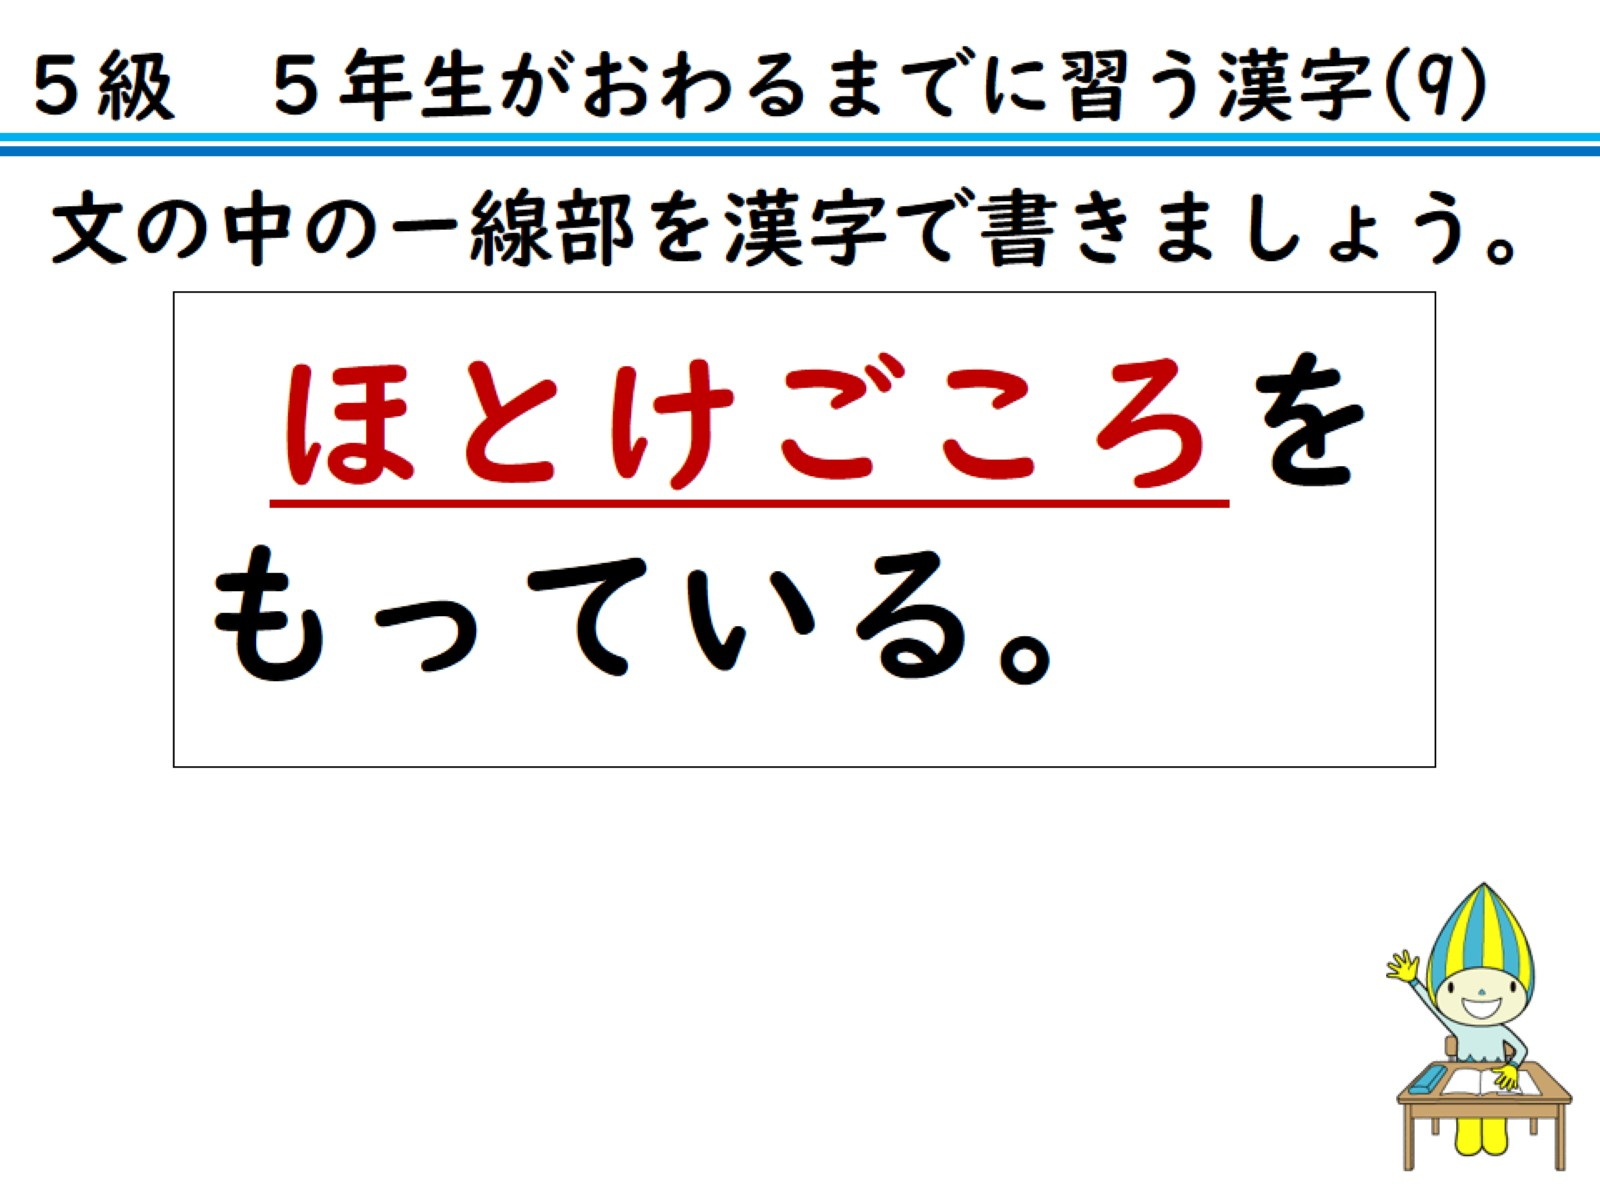 ５級　５年生がおわるまでに習う漢字(9)
文の中の一線部を漢字で書きましょう。
ほとけごころを
もっている。